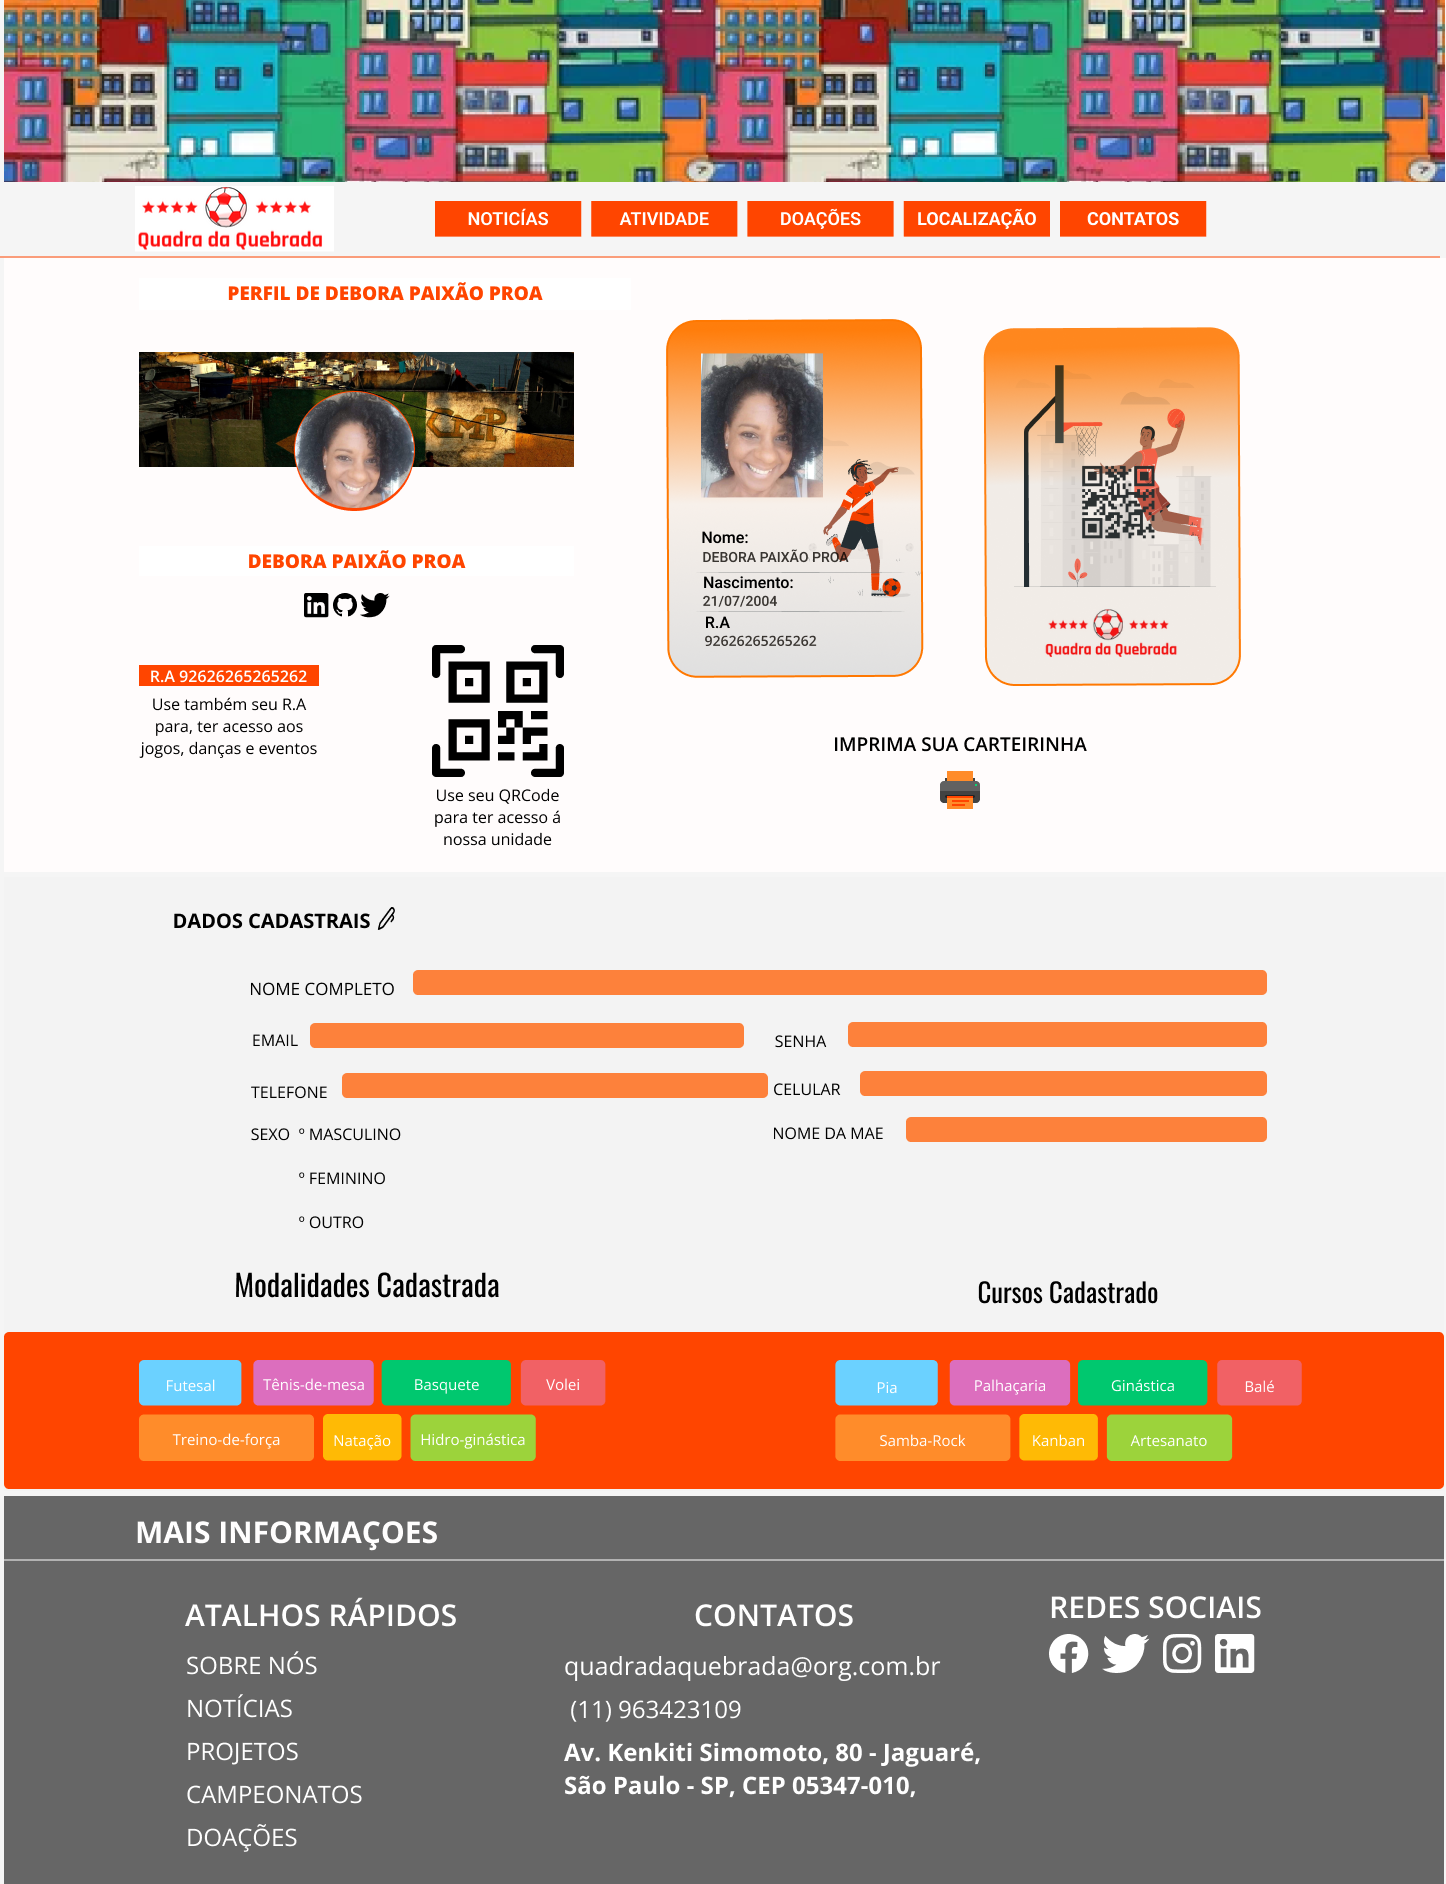 Quadra da Quebrada
NOTICÍAS
ATIVIDADE
DOAÇÕES
LOCALIZAÇÃO
CONTATOS
PERFIL DE DEBORA PAIXÃO PROA
CMP
DEBORA PAIXÃO PROA
R.A 92626265265262
Use também seu R.A
para, ter acesso aos
jogos, danças e eventos
Use seu QRCode
para ter acesso á
nossa unidade
Nome:
DEBORA PAIXÃO PROA
Nascimento:
21/07/2004
R.A
92626265265262
Quadra da Quebrada
IMPRIMA SUA CARTEIRINHA
DADOS CADASTRAIS
NOME COMPLETO
EMAIL
SENHA
TELEFONE
CELULAR
SEXO º MASCULINO
NOME DA MAE
º FEMININO
º OUTRO
Modalidades Cadastrada
Cursos Cadastrado
Futesal
Tênis-de-mesa
Basquete
Volei
Treino-de-força
Natação
Hidro-ginástica
Pia
Palhaçaria
Ginástica
Balé
Samba-Rock
Kanban
Artesanato
MAIS INFORMAÇOES
ATALHOS RÁPIDOS
SOBRE NÓS
NOTÍCIAS
PROJETOS
CAMPEONATOS
DOAÇÕES
CONTATOS
quadradaquebrada@org.com.br
(11) 963423109
Av. Kenkiti Simomoto, 80 - Jaguaré,
São Paulo - SP, CEP 05347-010,
REDES SOCIAIS